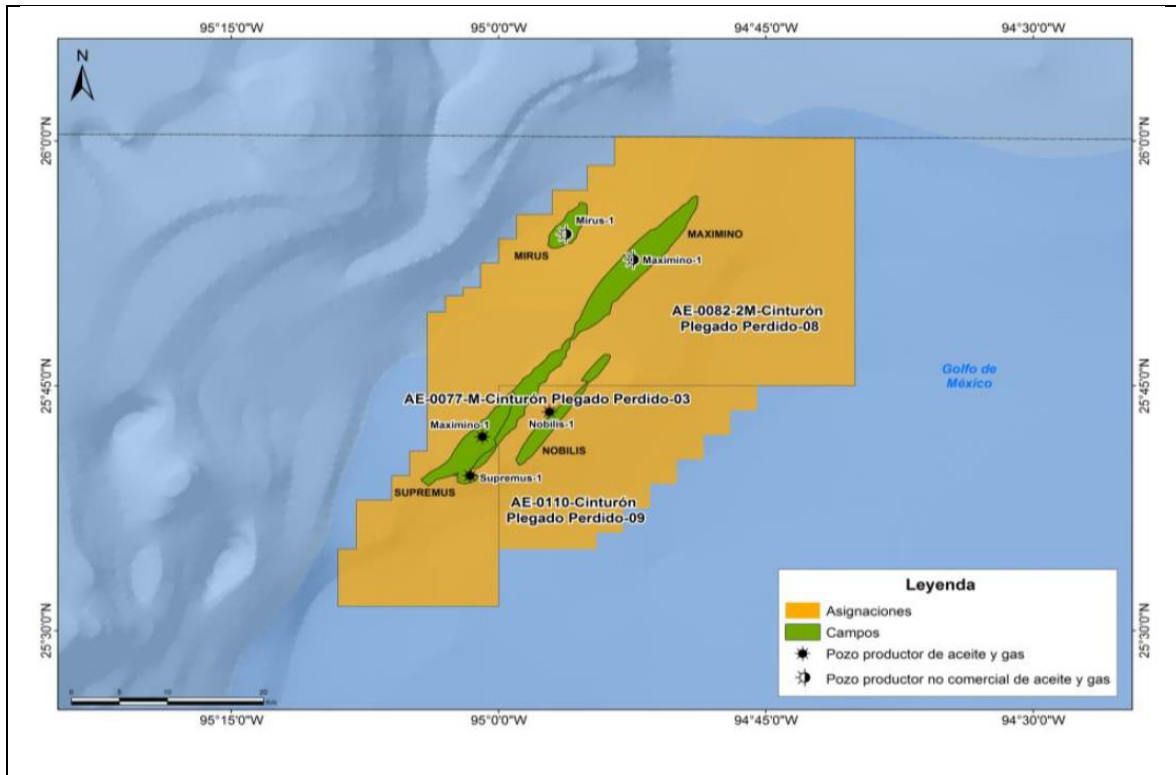 95°15'0"W 95°0'0"W 94°45'0"W 94°30'0"W
N
26°0'0"N 26°0'0"N
Mirus-1
MIRUS
MAXIMINO
Maximino-1
AE-0082-2M-Cinturón
Plegado Perdido-08
Golfo de
México
25°45'0"N 25°45'0"N
AE-0077-M-Cinturón Plegado Perdido-03
Maximino-1
Nobilis-1
NOBILIS
Supremus-1
SUPREMUS
AE-0110-Cinturón
Plegado Perdido-09
25°30'0"N 25°30'0"N
Leyenda
Asignaciones
Campos
Pozo productor de aceite y gas
Pozo productor no comercial de aceite y gas
0 5 10 20
95°15'0"W 95°0'0"W 94°45'0"W 94°30'0"W